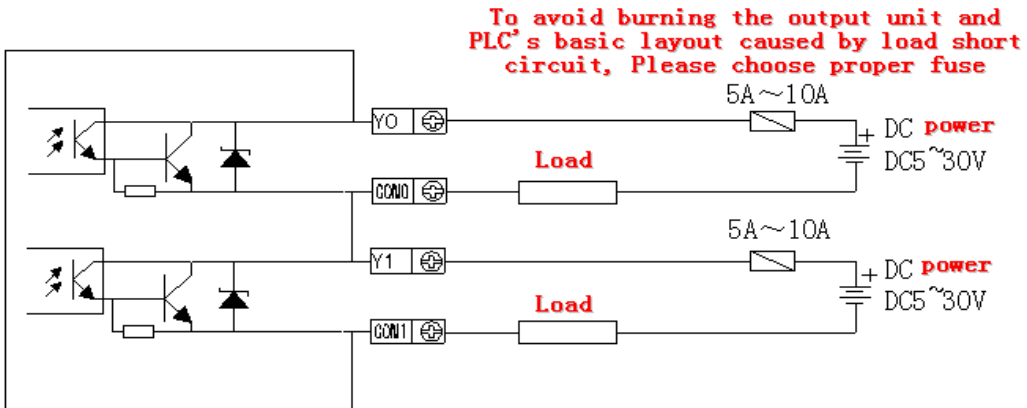 To avoid burning the output unit and
PLC's basic layout caused by load short
circuit, Please choose proper fuse
5A～10A
Y0
+ DC power
Load
DC5~30V
COM0
5A～10A
Y1
+ DC power
Load
DC5~30V
COM1